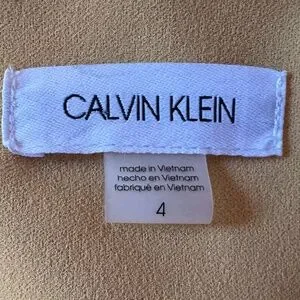 CALVIN KLEIN
made in Vietnam
hecho en Vietnam
fabriqué en Vietnam
4